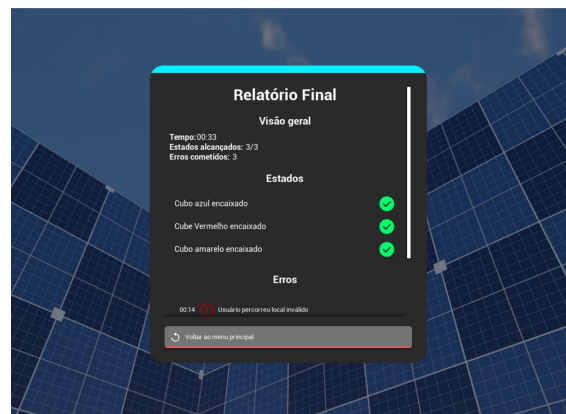 Relatório Final
Visão geral
Tempo: 00:33
Estados alcançados: 3/3
Erros cometidos: 3
Estados
Cubo azul encaixado
Cube Vermelho encaixado
Cubo amarelo encaixado
Erros
00:14 Usuário percorreu local inválido
Voltar ao menu principal